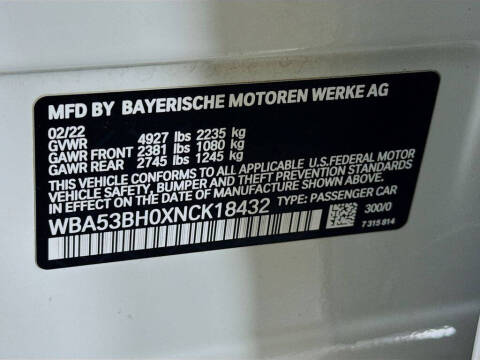 MFD BY BAYERISCHE MOTOREN WERKE AG
02/22
GVWR 4927 lbs 2235 kg
GAWR FRONT 2381 lbs 1080 kg
GAWR REAR 2745 lbs 1245 kg
THIS VEHICLE CONFORMS TO ALL APPLICABLE U.S.FEDERAL MOTOR
VEHICLE SAFETY, BUMPER AND THEFT PREVENTION STANDARDS
IN EFFECT ON THE DATE OF MANUFACTURE SHOWN ABOVE.
WBA53BH0XNCK18432 TYPE: PASSENGER CAR
300/0
7 315 814